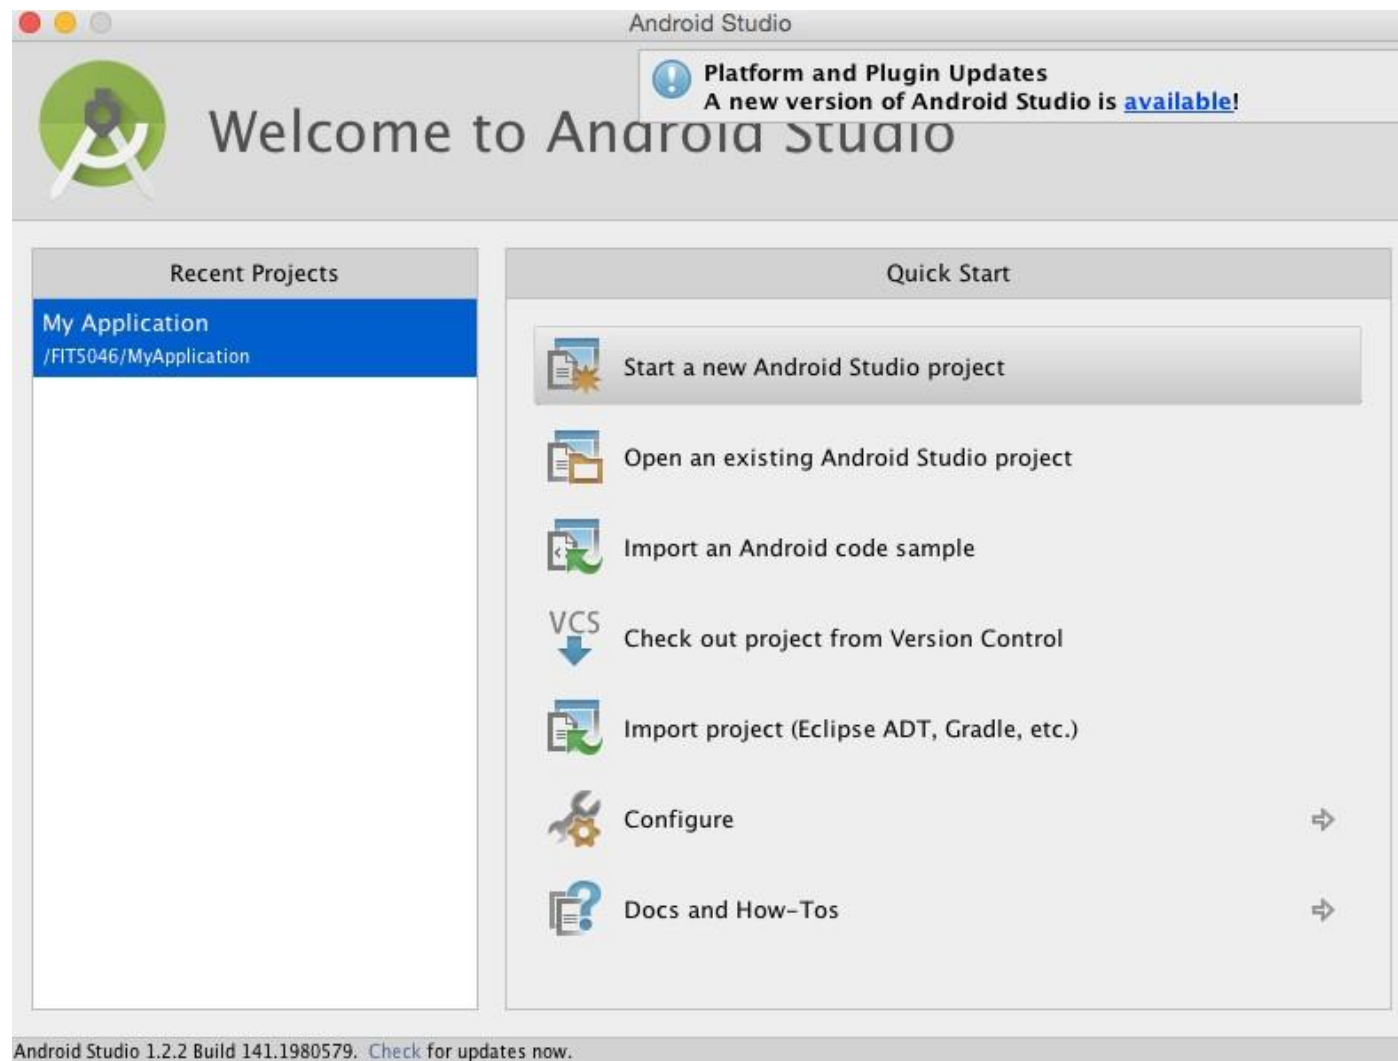 Android Studio
Platform and Plugin Updates
A new version of Android Studio is available!
Welcome to Android Studio
Recent Projects
My Application
/FIT5046/MyApplication
Quick Start
Start a new Android Studio project
Open an existing Android Studio project
Import an Android code sample
VCS
Check out project from Version Control
Import project (Eclipse ADT, Gradle, etc.)
Configure
Docs and How-Tos
Android Studio 1.2.2 Build 141.1980579. Check for updates now.